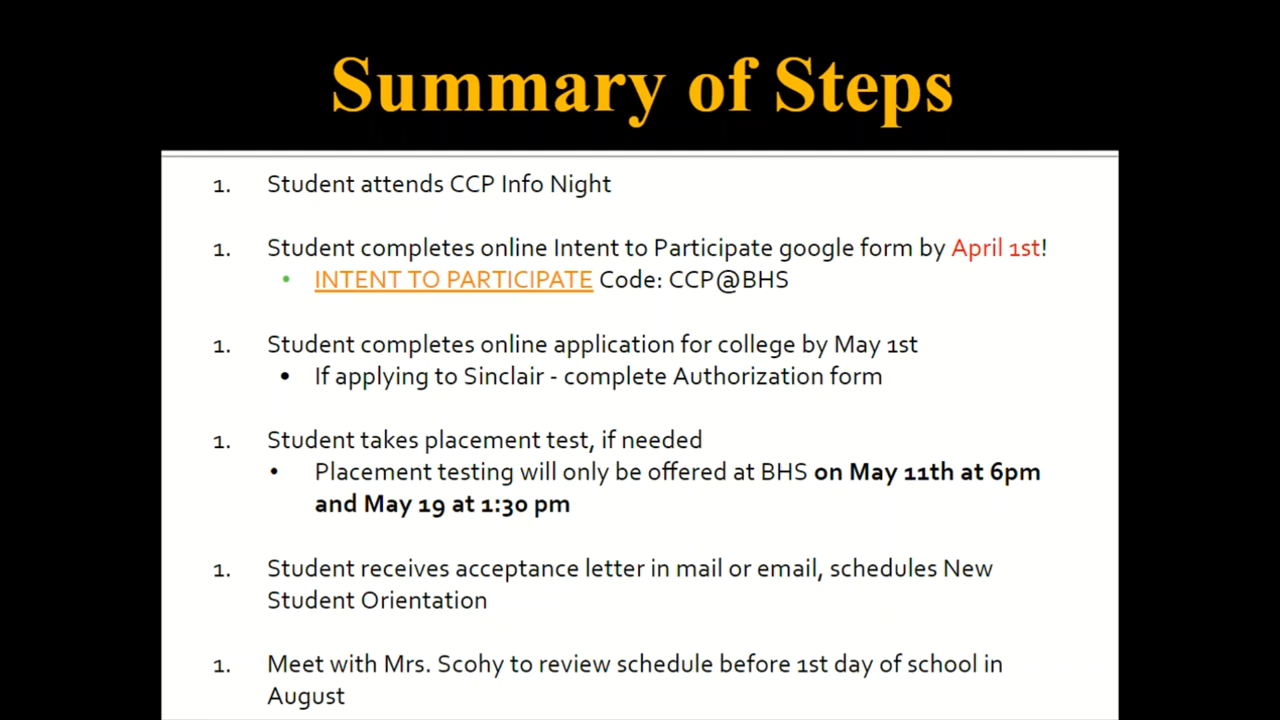 Summary of Steps
1. Student attends CCP Info Night
1. Student completes online Intent to Participate google form by April 1st!
• INTENT TO PARTICIPATE Code: CCP@BHS
1. Student completes online application for college by May 1st
• If applying to Sinclair - complete Authorization form
1. Student takes placement test, if needed
• Placement testing will only be offered at BHS on May 11th at 6pm
and May 19 at 1:30 pm
1. Student receives acceptance letter in mail or email, schedules New
Student Orientation
1. Meet with Mrs. Scohy to review schedule before 1st day of school in
August